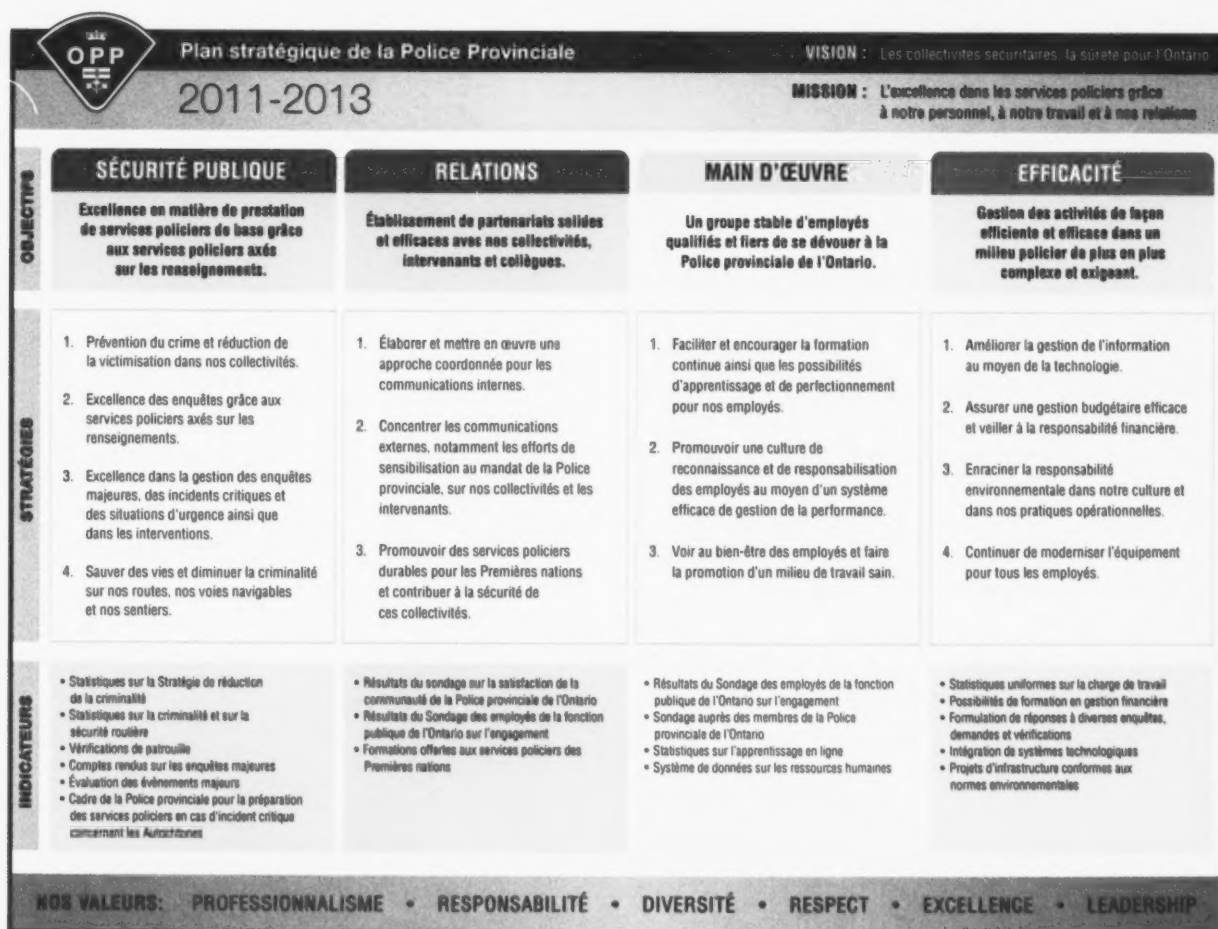 OPP
Plan stratégique de la Police Provinciale
2011-2013
VISION : Les collectivités sécuritaires, la sûreté pour l'Ontario
MISSION : L'excellence dans les services policiers grâce
à notre personnel, à notre travail et à nos relations
OBJECTIFS
SÉCURITÉ PUBLIQUE
Excellence en matière de prestation
de services policiers de base grâce
aux services policiers axés
sur les renseignements.
RELATIONS
Établissement de partenariats solides
et efficaces avec nos collectivités,
intervenants et collègues.
MAIN D'ŒUVRE
Un groupe stable d'employés
qualifiés et fiers de se dévouer à la
Police provinciale de l'Ontario.
EFFICACITÉ
Gestion des activités de façon
efficiente et efficace dans un
milieu policier de plus en plus
complexe et exigeant.
STRATÉGIES
1. Prévention du crime et réduction de
la victimisation dans nos collectivités.
2. Excellence des enquêtes grâce aux
services policiers axés sur les
renseignements.
3. Excellence dans la gestion des enquêtes
majeures, des incidents critiques et
des situations d'urgence ainsi que
dans les interventions.
4. Sauver des vies et diminuer la criminalité
sur nos routes, nos voies navigables
et nos sentiers.
1. Élaborer et mettre en œuvre une
approche coordonnée pour les
communications internes.
2. Concentrer les communications
externes, notamment les efforts de
sensibilisation au mandat de la Police
provinciale, sur nos collectivités et les
intervenants.
3. Promouvoir des services policiers
durables pour les Premières nations
et contribuer à la sécurité de
ces collectivités.
1. Faciliter et encourager la formation
continue ainsi que les possibilités
d'apprentissage et de perfectionnement
pour nos employés.
2. Promouvoir une culture de
reconnaissance et de responsabilisation
des employés au moyen d'un système
efficace de gestion de la performance.
3. Voir au bien-être des employés et faire
la promotion d'un milieu de travail sain.
1. Améliorer la gestion de l'information
au moyen de la technologie.
2. Assurer une gestion budgétaire efficace
et veiller à la responsabilité financière.
3. Enraciner la responsabilité
environnementale dans notre culture et
dans nos pratiques opérationnelles.
4. Continuer de moderniser l'équipement
pour tous les employés.
INDICATEURS
• Statistiques sur la Stratégie de réduction
de la criminalité
• Statistiques sur la criminalité et sur la
sécurité routière
• Vérifications de patrouille
• Comptes rendus sur les enquêtes majeures
• Évaluation des évènements majeurs
• Cadre de la Police provinciale pour la préparation
des services policiers en cas d'incident critique
concernant les Autochtones
• Résultats du sondage sur la satisfaction de la
communauté de la Police provinciale de l'Ontario
• Résultats du Sondage des employés de la fonction
publique de l'Ontario sur l'engagement
• Formations offertes aux services policiers des
Premières nations
• Résultats du Sondage des employés de la fonction
publique de l'Ontario sur l'engagement
• Sondage auprès des membres de la Police
provinciale de l'Ontario
• Statistiques sur l'apprentissage en ligne
• Système de données sur les ressources humaines
• Statistiques uniformes sur la charge de travail
• Possibilités de formation en gestion financière
• Formulation de réponses à diverses enquêtes,
demandes et vérifications
• Intégration de systèmes technologiques
• Projets d'infrastructure conformes aux
normes environnementales
NOS VALEURS: PROFESSIONNALISME • RESPONSABILITÉ • DIVERSITÉ • RESPECT • EXCELLENCE • LEADERSHIP